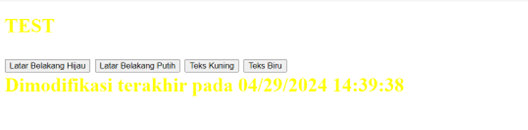 TEST
Latar Belakang Hijau Latar Belakang Putih Teks Kuning Teks Biru
Dimodifikasi terakhir pada 04/29/2024 14:39:38